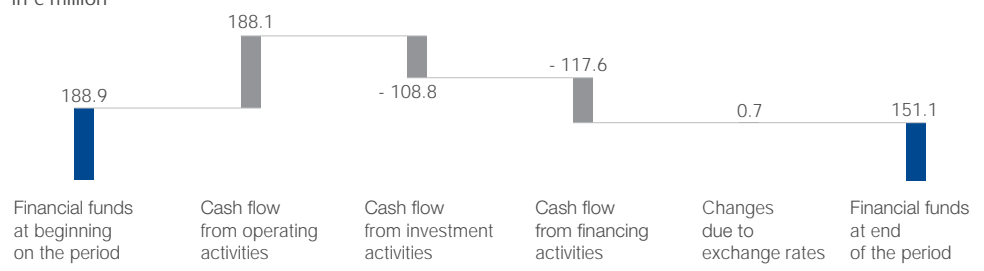 in € million
188.1
- 117.6
188.9
- 108.8
0.7
151.1
Financial funds
at beginning
on the period
Cash flow
from operating
activities
Cash flow
from investment
activities
Cash flow
from financing
activities
Changes
due to
exchange rates
Financial funds
at end
of the period